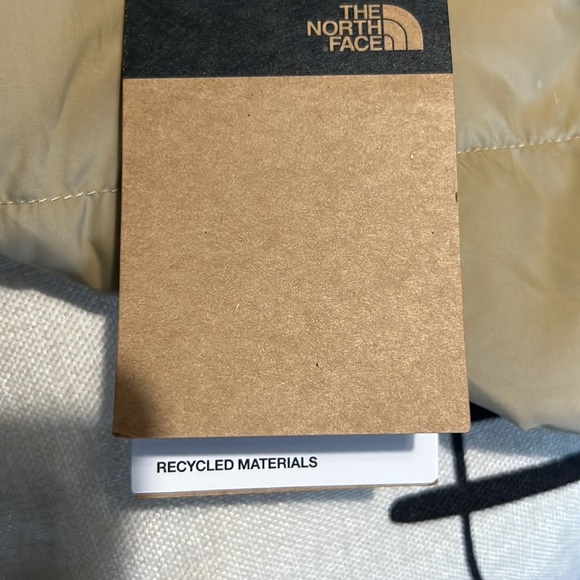 THE
NORTH
FACE
RECYCLED MATERIALS